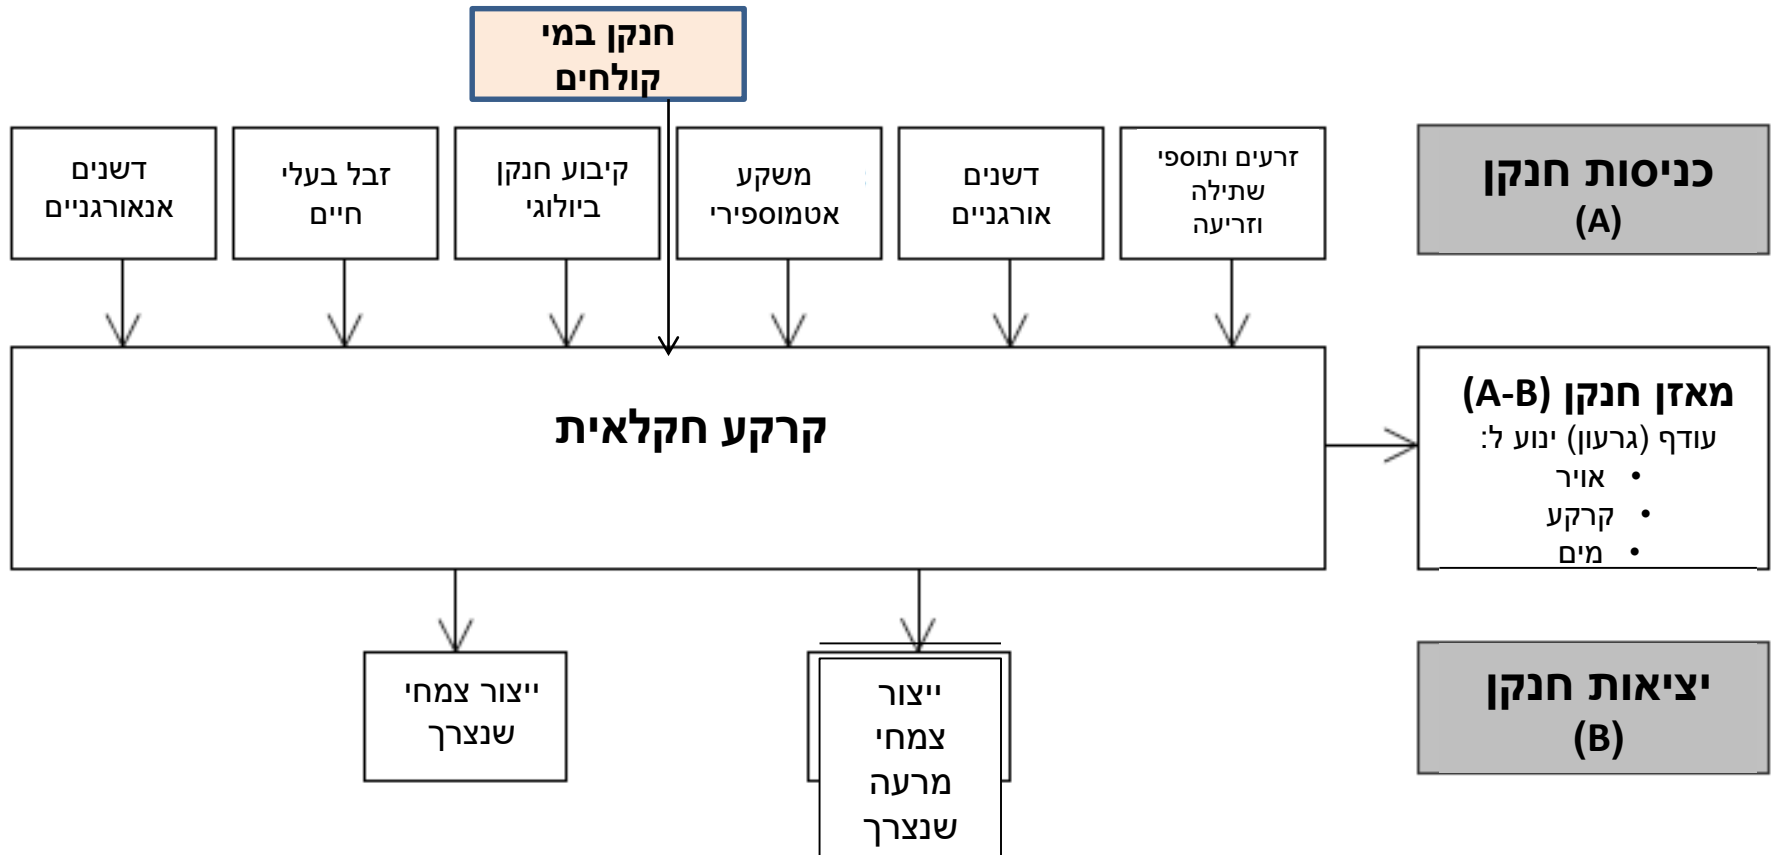 חנקן במי
קולחים
כניסות חנקן
(A)
זרעים ותוספי
שתילה
וזריעה
דשנים
אורגניים
משקע
אטמוספירי
קיבוע חנקן
ביולוגי
זבל בעלי
חיים
דשנים
אנאורגניים
קרקע חקלאית
מאזן חנקן (A-B)
עודף (גרעון) ינוע ל:
• אויר
• קרקע
• מים
יציאות חנקן
(B)
ייצור
צמחי
מרעה
שנצרך
ייצור צמחי
שנצרך